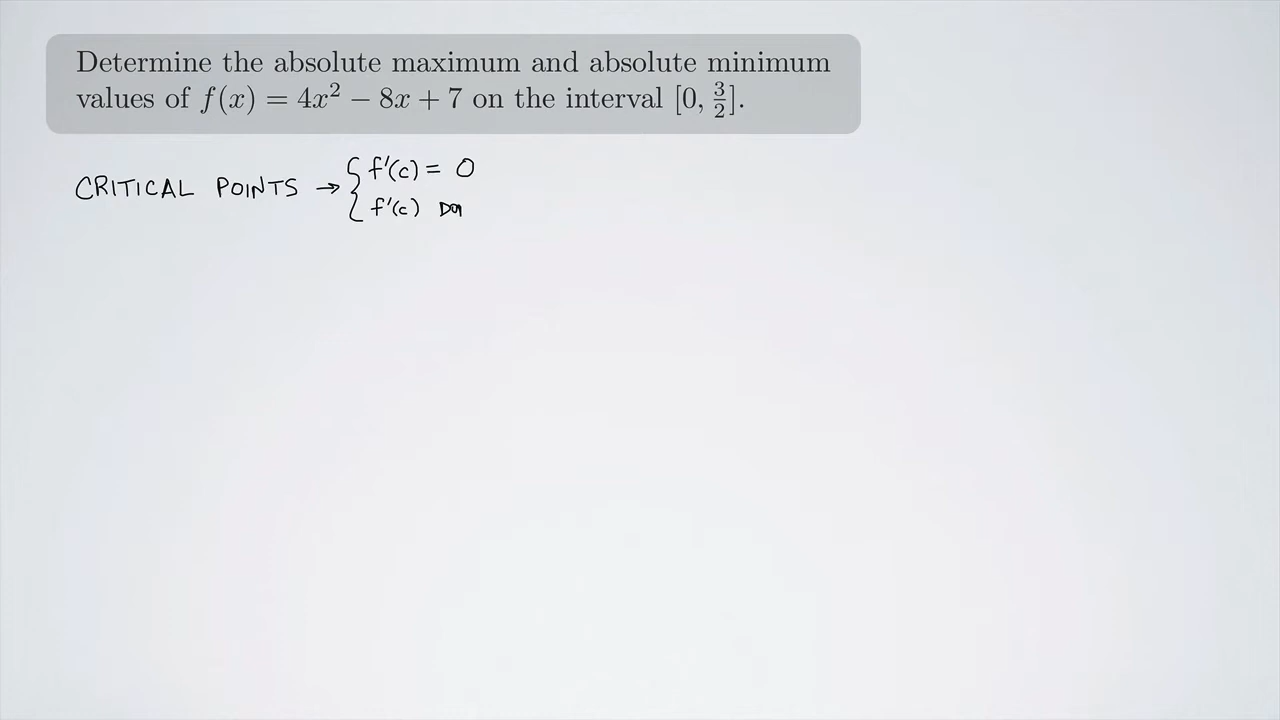 Determine the absolute maximum and absolute minimum
values of f(x) = 4x² − 8x + 7 on the interval [0, 3/2].
CRITICAL POINTS → { f'(c) = 0
f'(c)